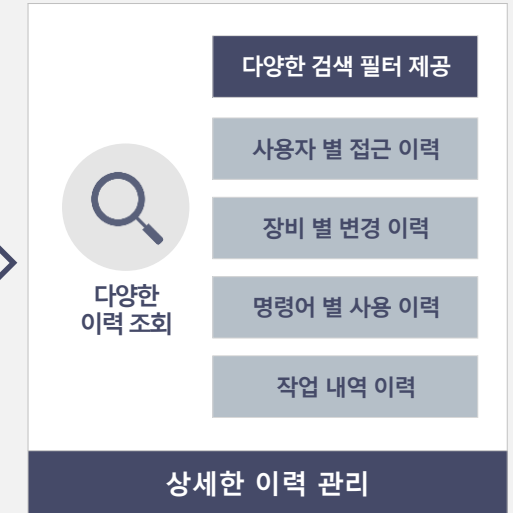 다양한 검색 필터 제공
사용자 별 접근 이력
장비 별 변경 이력
명령어 별 사용 이력
작업 내역 이력
다양한
이력 조회
상세한 이력 관리